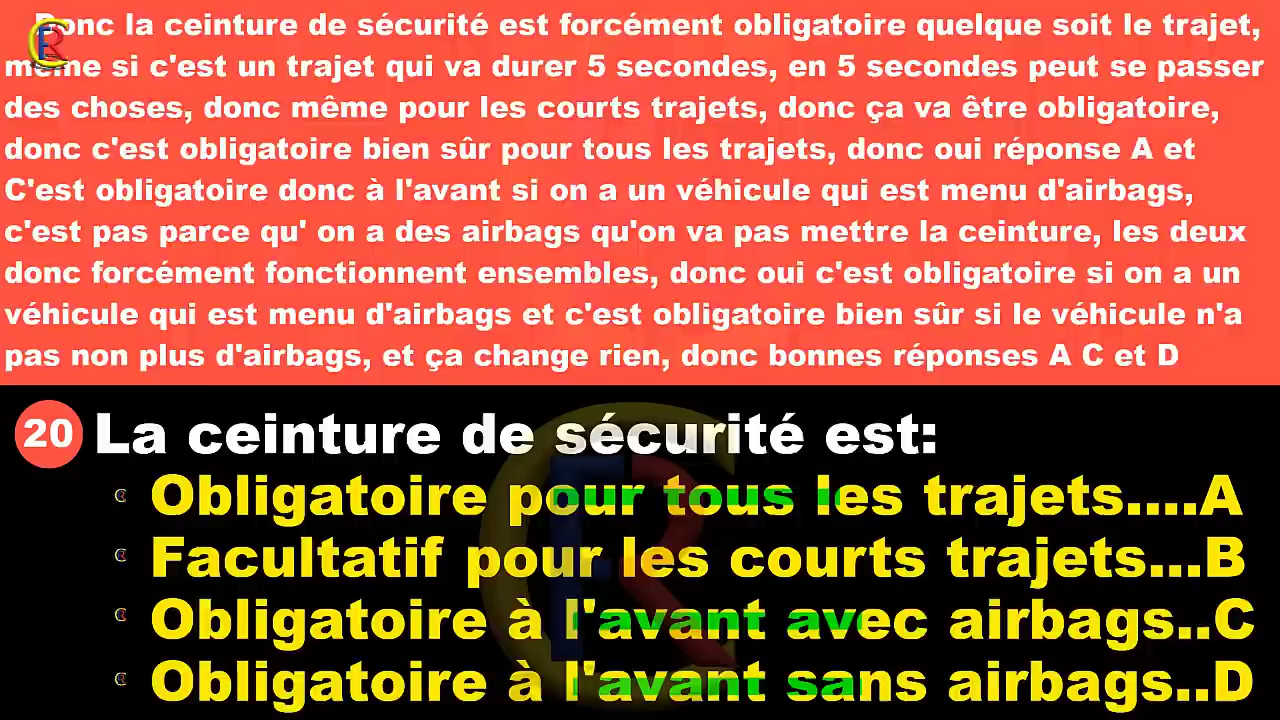 Donc la ceinture de sécurité est forcément obligatoire quelque soit le trajet,
même si c'est un trajet qui va durer 5 secondes, en 5 secondes peut se passer
des choses, donc même pour les courts trajets, donc ça va être obligatoire,
donc c'est obligatoire bien sûr pour tous les trajets, donc oui réponse A et
C'est obligatoire donc à l'avant si on a un véhicule qui est menu d'airbags,
c'est pas parce qu' on a des airbags qu'on va pas mettre la ceinture, les deux
donc forcément fonctionnent ensembles, donc oui c'est obligatoire si on a un
véhicule qui est menu d'airbags et c'est obligatoire bien sûr si le véhicule n'a
pas non plus d'airbags, et ça change rien, donc bonnes réponses A C et D
20 La ceinture de sécurité est:
Obligatoire pour tous les trajets....A
Facultatif pour les courts trajets...B
Obligatoire à l'avant avec airbags..C
Obligatoire à l'avant sans airbags..D